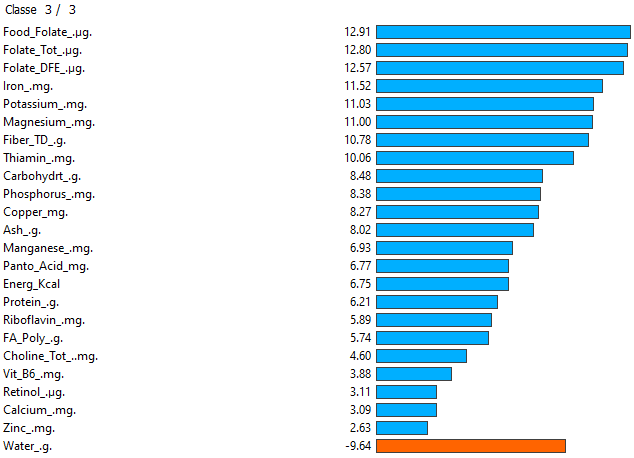 Classe 3 / 3
Food_Folate_.µg. 12.91
Folate_Tot_.µg. 12.80
Folate_DFE_.µg. 12.57
Iron_.mg. 11.52
Potassium_.mg. 11.03
Magnesium_.mg. 11.00
Fiber_TD_.g. 10.78
Thiamin_.mg. 10.06
Carbohydrt_.g. 8.48
Phosphorus_.mg. 8.38
Copper_mg. 8.27
Ash_.g. 8.02
Manganese_.mg. 6.93
Panto_Acid_mg. 6.77
Energ_Kcal 6.75
Protein_.g. 6.21
Riboflavin_.mg. 5.89
FA_Poly_.g. 5.74
Choline_Tot_..mg. 4.60
Vit_B6_.mg. 3.88
Retinol_.µg. 3.11
Calcium_.mg. 3.09
Zinc_.mg. 2.63
Water_.g. -9.64